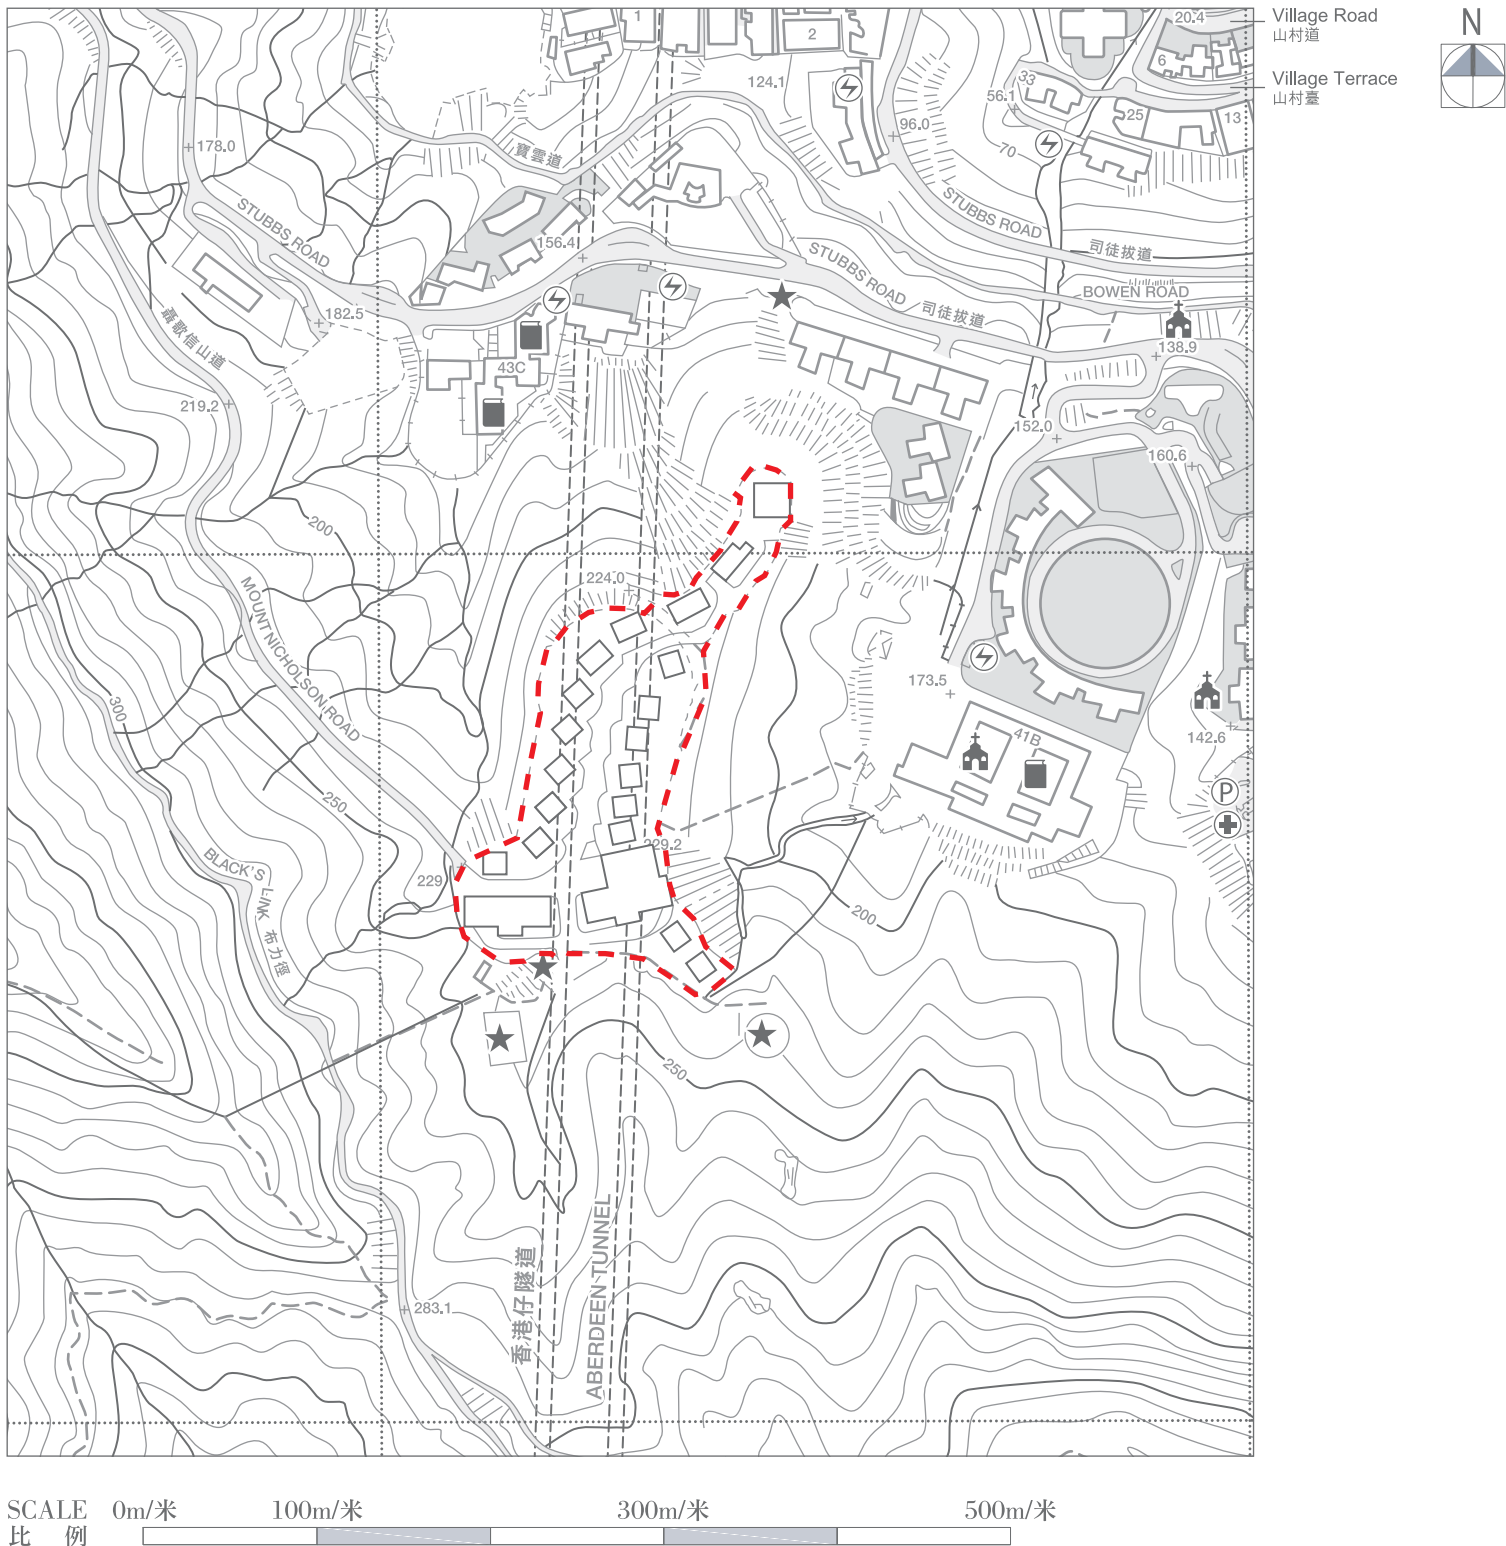 Village Road
山村道
Village Terrace
山村臺
N
1
2
20.4
6
33
56.1
25
13
124.1
96.0
70
178.0
寶雲道
STUBBS ROAD
156.4
STUBBS ROAD
司徒拔道
STUBBS ROAD
司徒拔道
BOWEN ROAD
182.5
聶歌信山道
43C
138.9
219.2
152.0
160.6
200
224.0
MOUNT NICHOLSON ROAD
300
173.5
41B
142.6
P
250
229.2
BLACK'S LINK
布力徑
229
200
250
香港仔隧道
ABERDEEN TUNNEL
283.1
SCALE
比 例
0m/米
100m/米
300m/米
500m/米